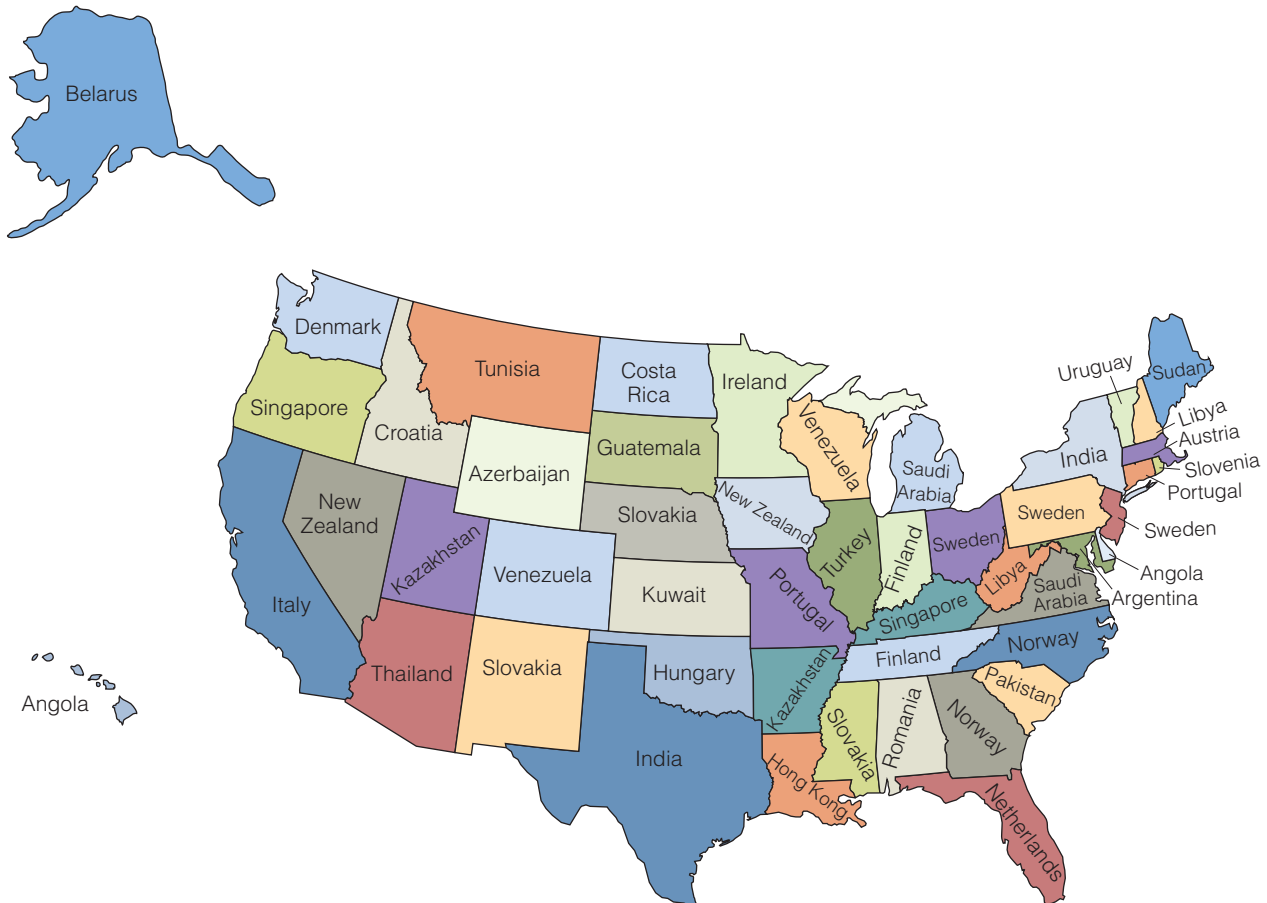 Belarus
Denmark
Tunisia
Costa
Rica
Ireland
Uruguay
Sudan
Singapore
Croatia
Guatemala
Venezuela
Libya
Austria
India
Slovenia
Portugal
Saudi
Arabia
Azerbaijan
New
Zealand
Slovakia
New Zealand
Sweden
Sweden
Sweden
Kazakhstan
Venezuela
Turkey
Finland
Libya
Angola
Argentina
Italy
Kuwait
Portugal
Singapore
Saudi
Arabia
Norway
Thailand
Slovakia
Hungary
Finland
Kazakhstan
Pakistan
Angola
India
Slovakia
Romania
Norway
Hong Kong
Netherlands